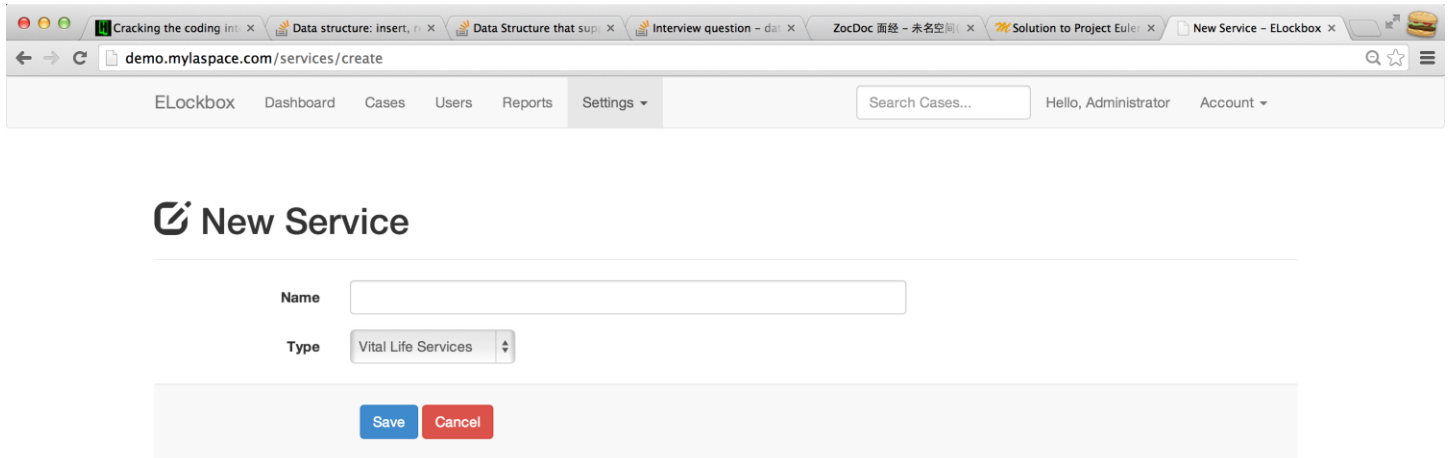 Cracking the coding int
Data structure: insert, r
Data Structure that sup
Interview question – dat
ZocDoc 面经 – 未名空间(
Solution to Project Euler
New Service – ELockbox
demo.mylaspace.com/services/create
ELockbox Dashboard Cases Users Reports Settings Search Cases... Hello, Administrator Account
New Service
Name
Type Vital Life Services
Save Cancel